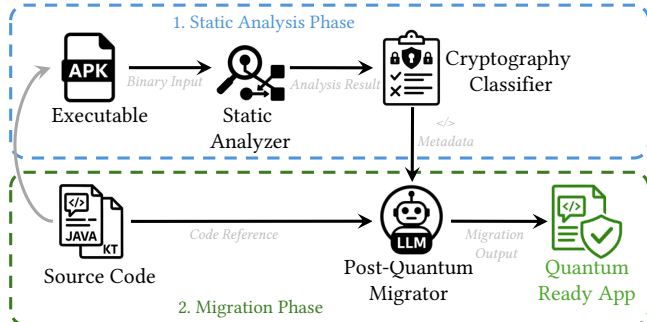 1. Static Analysis Phase
APK
Executable
Binary Input
Static
Analyzer
Analysis Result
Cryptography
Classifier
</>
Metadata
</>
JAVA
KT
Source Code
Code Reference
LLM
Post-Quantum
Migrator
Migration
Output
</>
Quantum
Ready App
2. Migration Phase